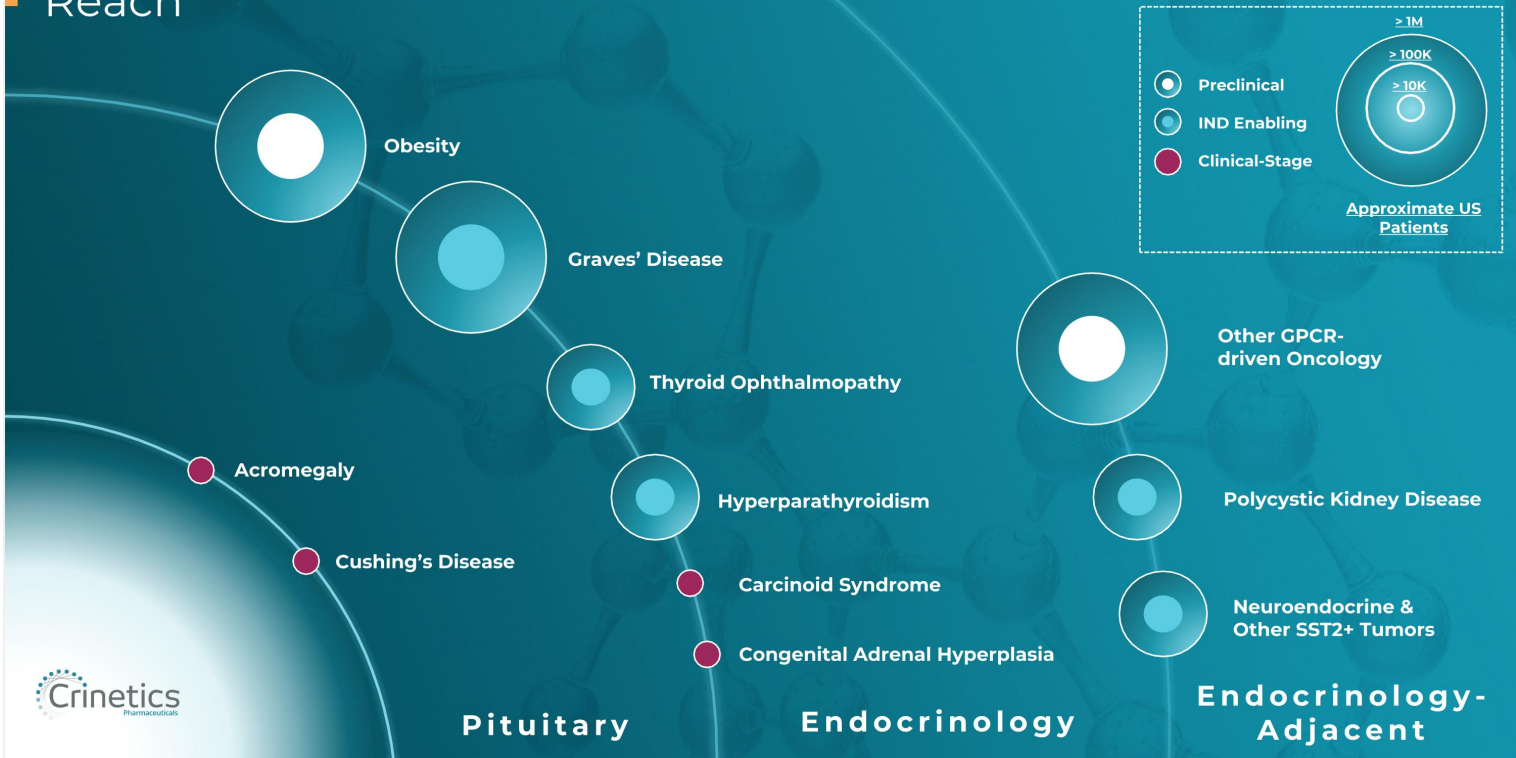 Reach
> 1M
> 100K
> 10K
Preclinical
IND Enabling
Clinical-Stage
Approximate US
Patients
Obesity
Graves’ Disease
Thyroid Ophthalmopathy
Hyperparathyroidism
Carcinoid Syndrome
Congenital Adrenal Hyperplasia
Acromegaly
Cushing’s Disease
Other GPCR-
driven Oncology
Polycystic Kidney Disease
Neuroendocrine &
Other SST2+ Tumors
Crinetics
Pharmaceuticals
Pituitary
Endocrinology
Endocrinology-
Adjacent